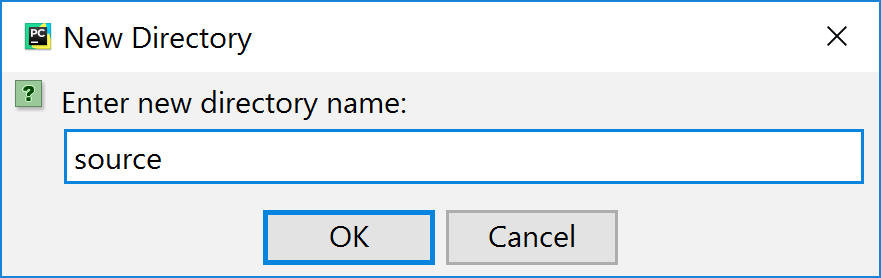 PC
New Directory
?
Enter new directory name:
source
OK
Cancel